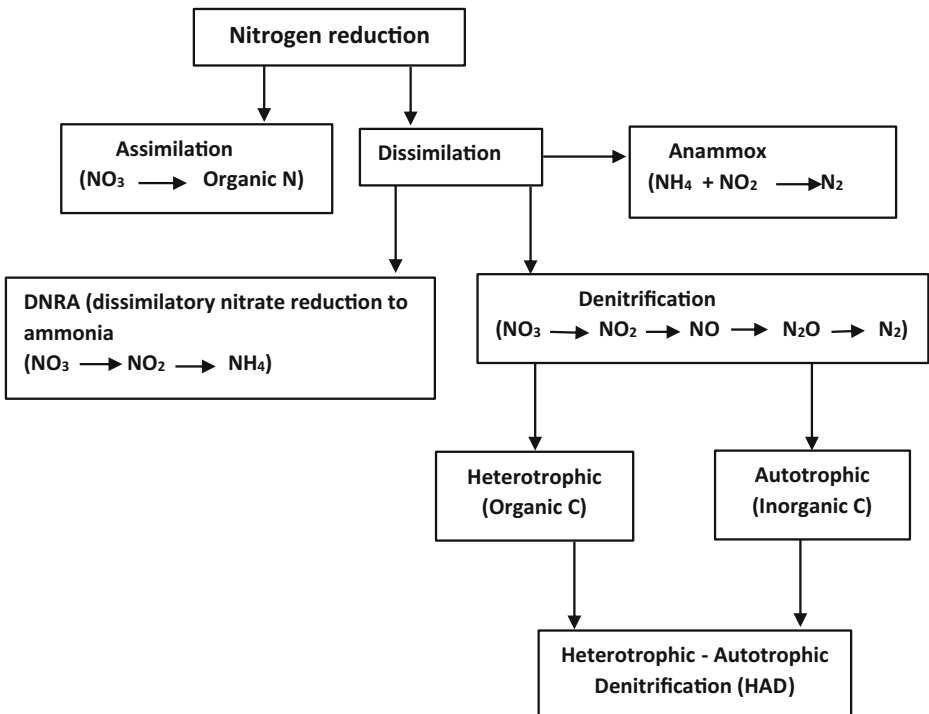 Nitrogen reduction
Assimilation
(NO₃ → Organic N)
Dissimilation
Anammox
(NH₄ + NO₂ → N₂
DNRA (dissimilatory nitrate reduction to
ammonia
(NO₃ → NO₂ → NH₄)
Denitrification
(NO₃ → NO₂ → NO → N₂O → N₂)
Heterotrophic
(Organic C)
Autotrophic
(Inorganic C)
Heterotrophic - Autotrophic
Denitrification (HAD)